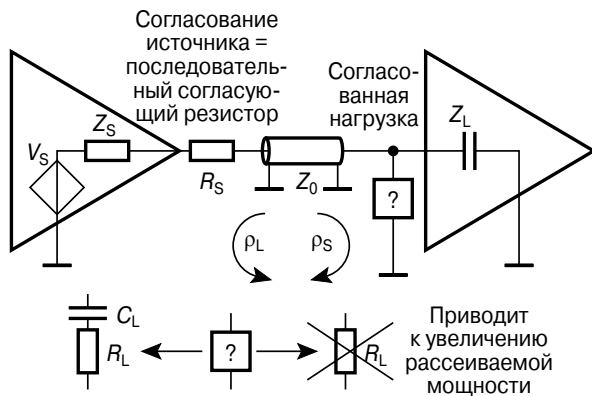 Согласование
источника =
последователь-
ный согласую-
щий резистор
Согласо-
ванная
нагрузка
Z_S
Z_L
V_S
R_S
Z_0
?
ρ_L
ρ_S
C_L
R_L
?
R_L
Приводит
к увеличению
рассеиваемой
мощности